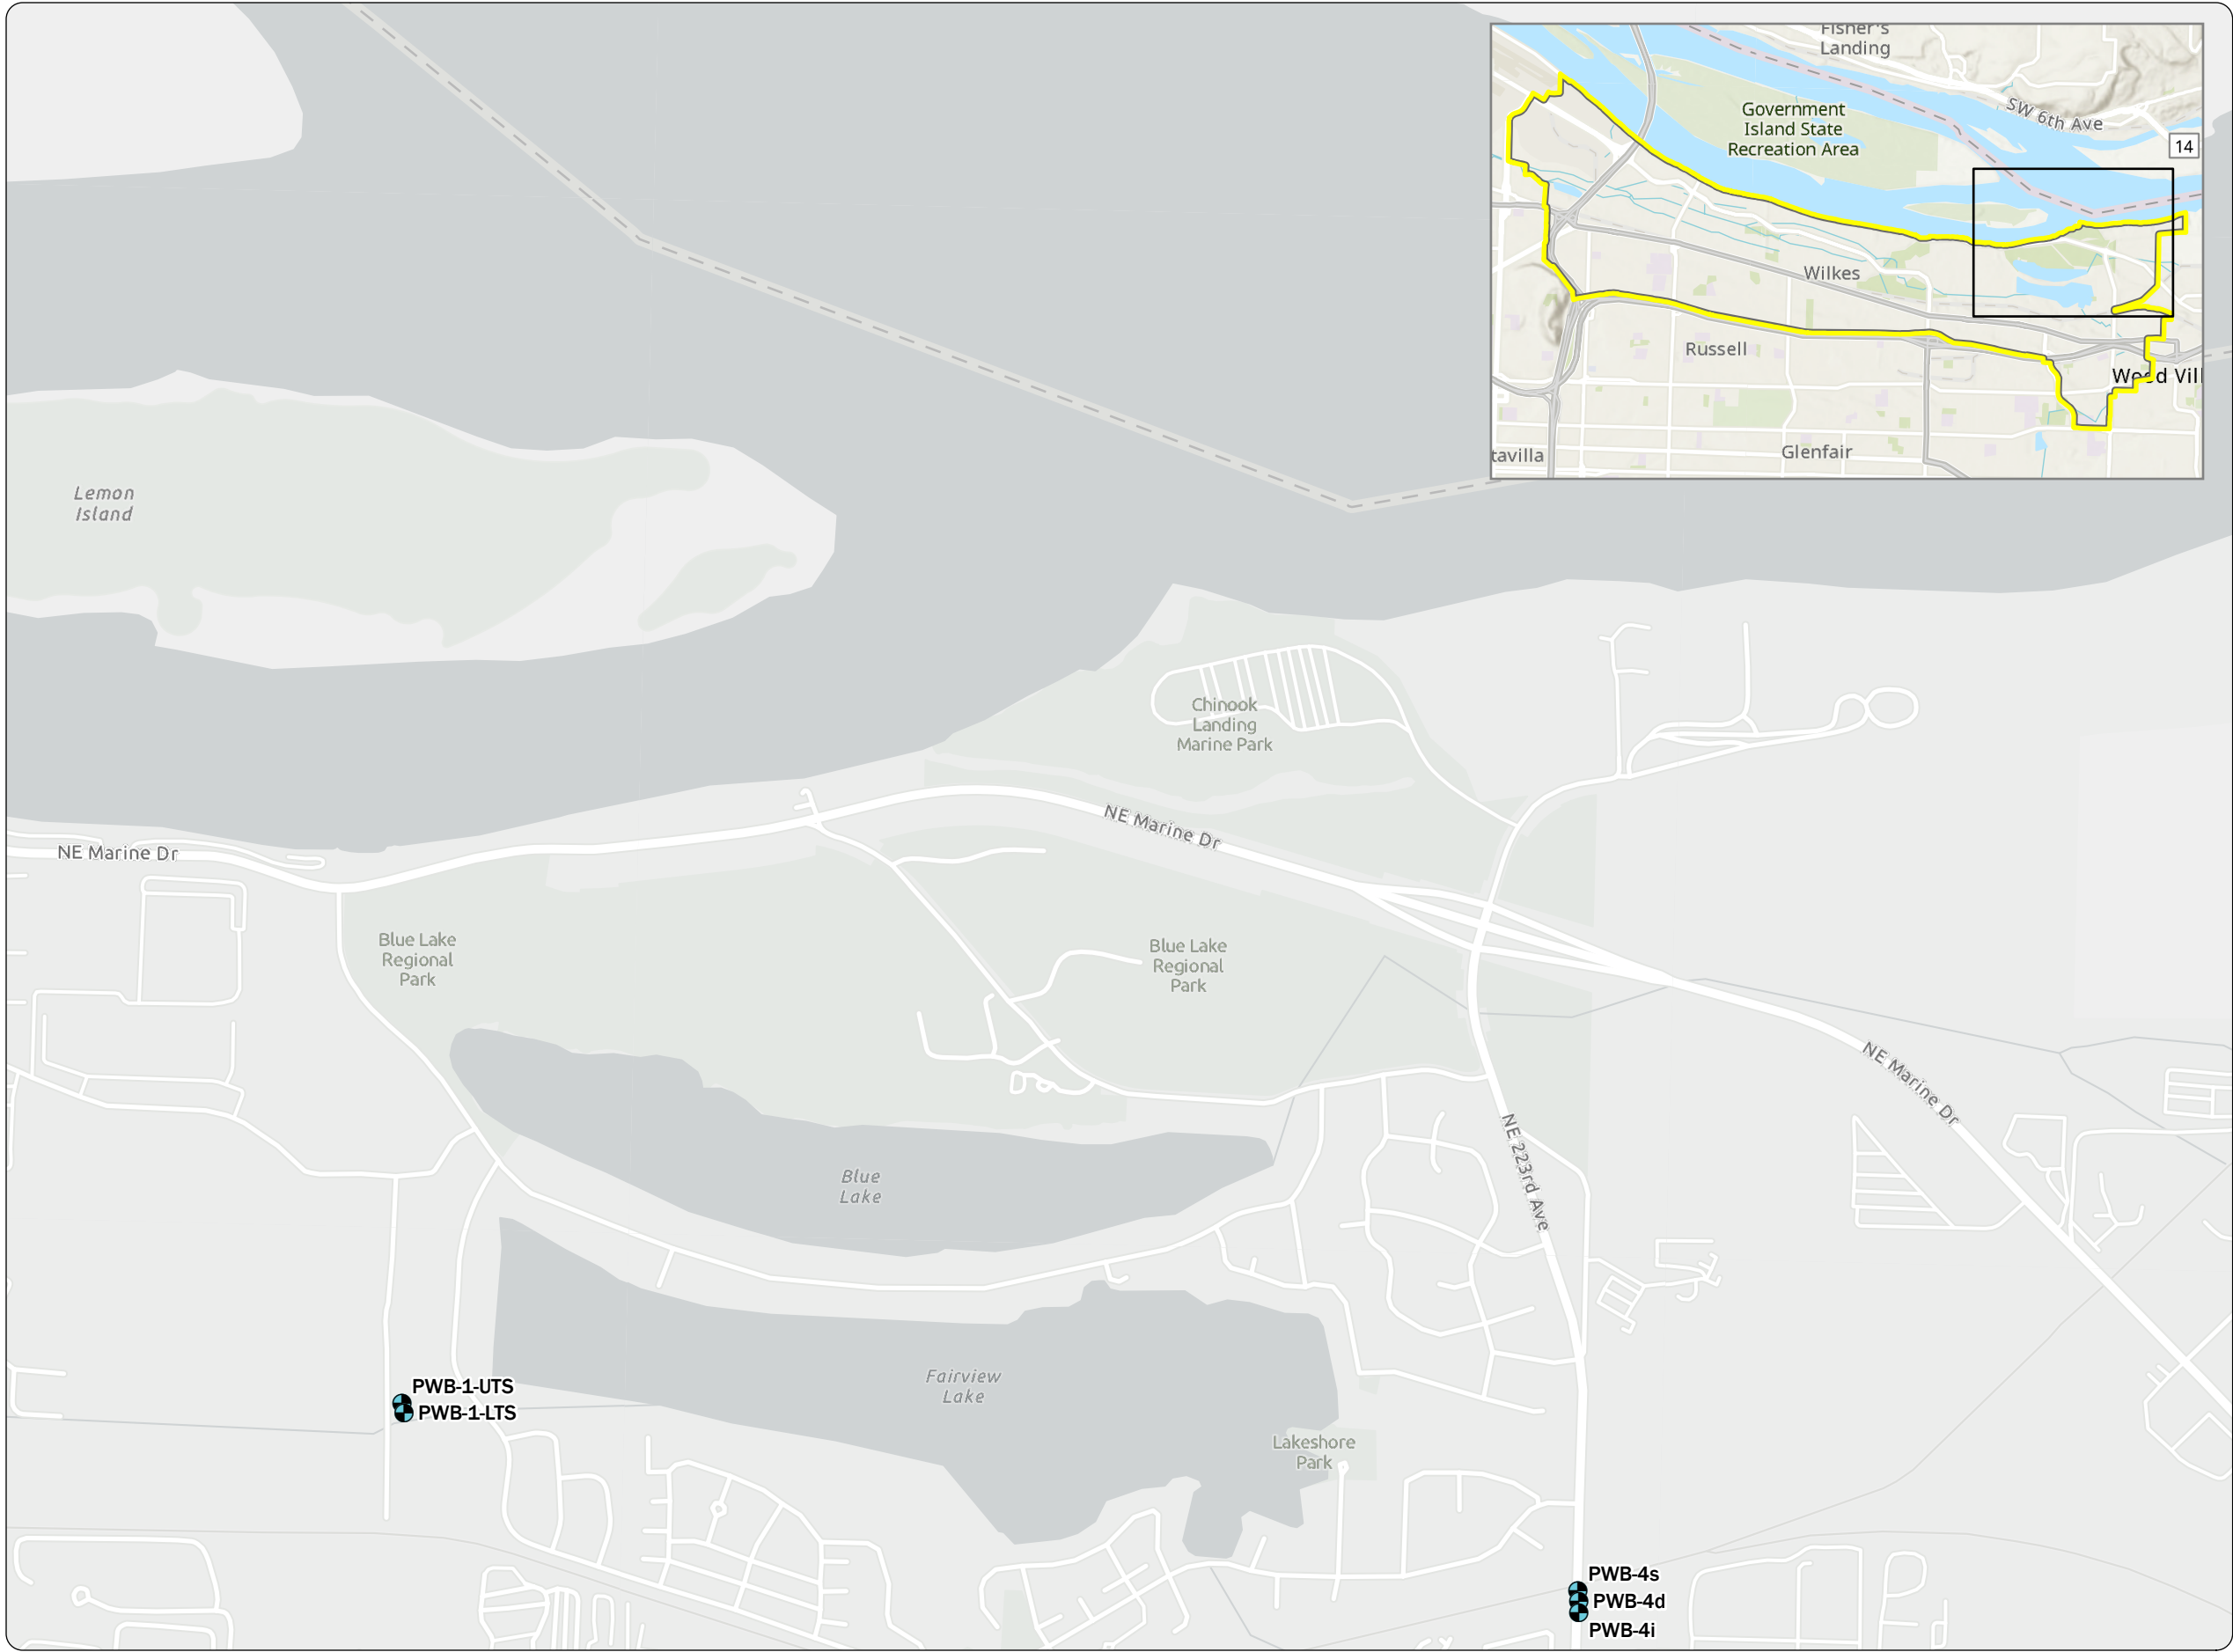 Fisher's
Landing
SW 6th Ave
14
Government
Island State
Recreation Area
Wilkes
Russell
Wood Vil
Glenfair
tavilla
Lemon
Island
Chinook
Landing
Marine Park
NE Marine Dr
NE Marine Dr
Blue Lake
Regional
Park
Blue Lake
Regional
Park
NE Marine Dr
NE 223rd Ave
Blue
Lake
Fairview
Lake
PWB-1-UTS
PWB-1-LTS
Lakeshore
Park
PWB-4s
PWB-4d
PWB-4i